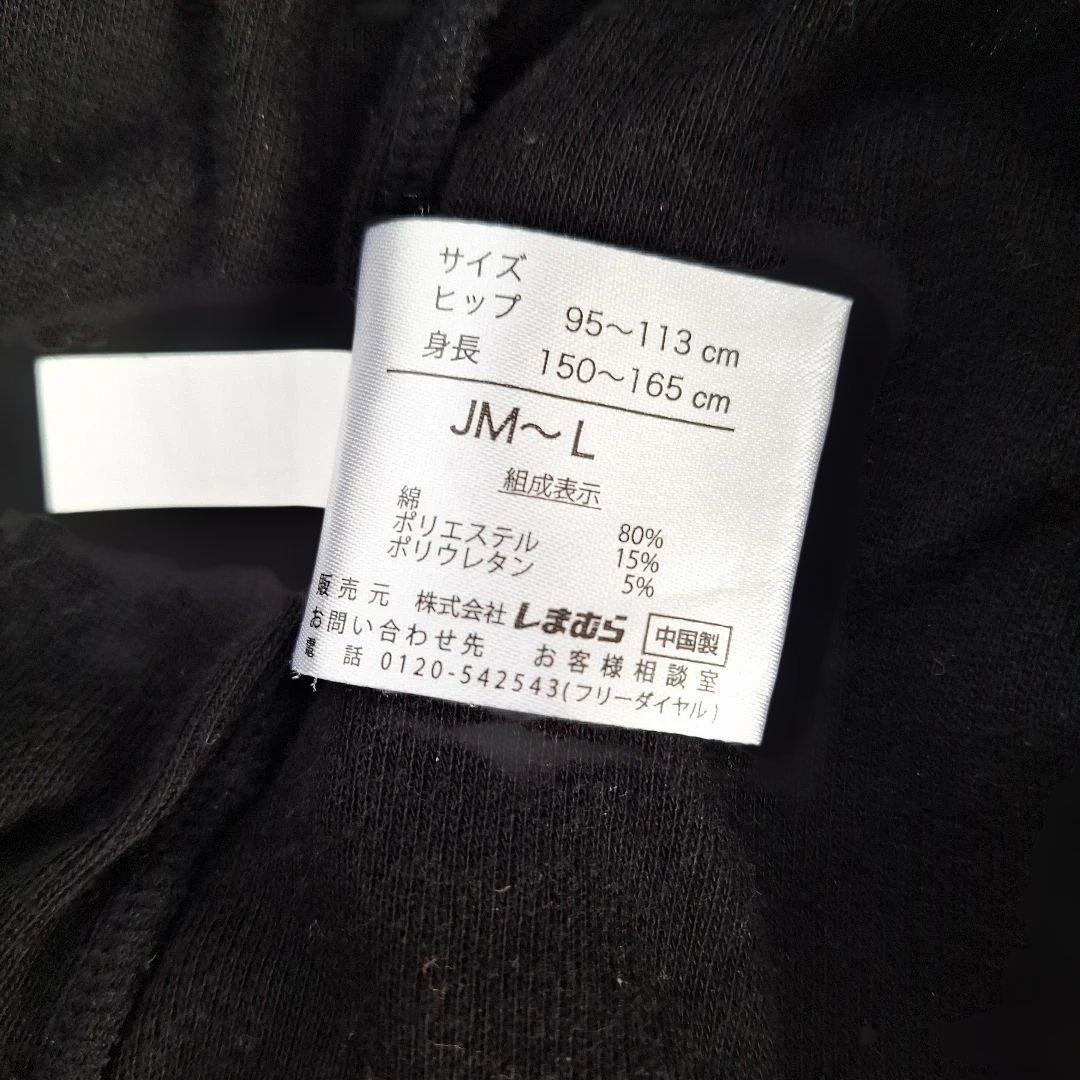 サイズ
ヒップ 95～113 cm
身長 150～165 cm
JM～L
組成表示
綿 80%
ポリエステル 15%
ポリウレタン 5%
販売元 株式会社 しまむら 中国製
お問い合わせ先 お客様相談室
電 話 0120-542543(フリーダイヤル)